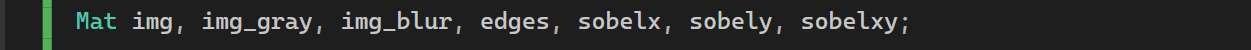 Mat img, img_gray, img_blur, edges, sobelx, sobely, sobelxy;